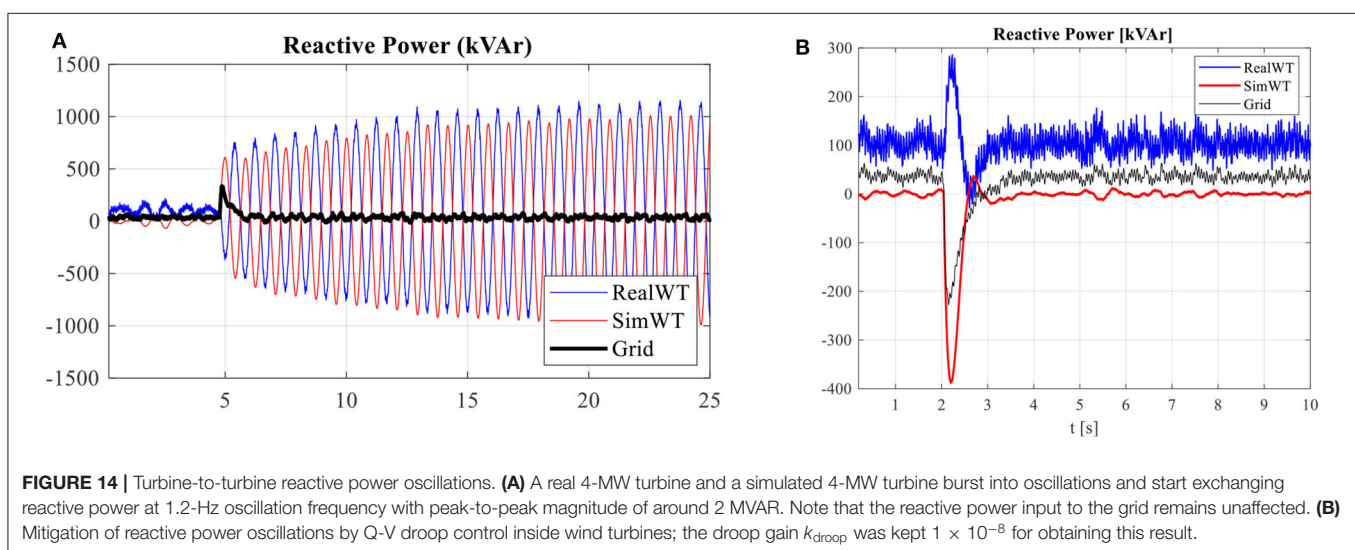 A
Reactive Power (kVAr)
1500
1000
500
0
-500
-1000
-1500
5
10
15
20
25
RealWT
SimWT
Grid
B
Reactive Power [kVAr]
300
200
100
0
-100
-200
-300
-400
1
2
3
4
5
6
7
8
9
10
t [s]
RealWT
SimWT
Grid
FIGURE 14 | Turbine-to-turbine reactive power oscillations. (A) A real 4-MW turbine and a simulated 4-MW turbine burst into oscillations and start exchanging
reactive power at 1.2-Hz oscillation frequency with peak-to-peak magnitude of around 2 MVAR. Note that the reactive power input to the grid remains unaffected. (B)
Mitigation of reactive power oscillations by Q-V droop control inside wind turbines; the droop gain k_droop was kept 1 × 10⁻⁸ for obtaining this result.